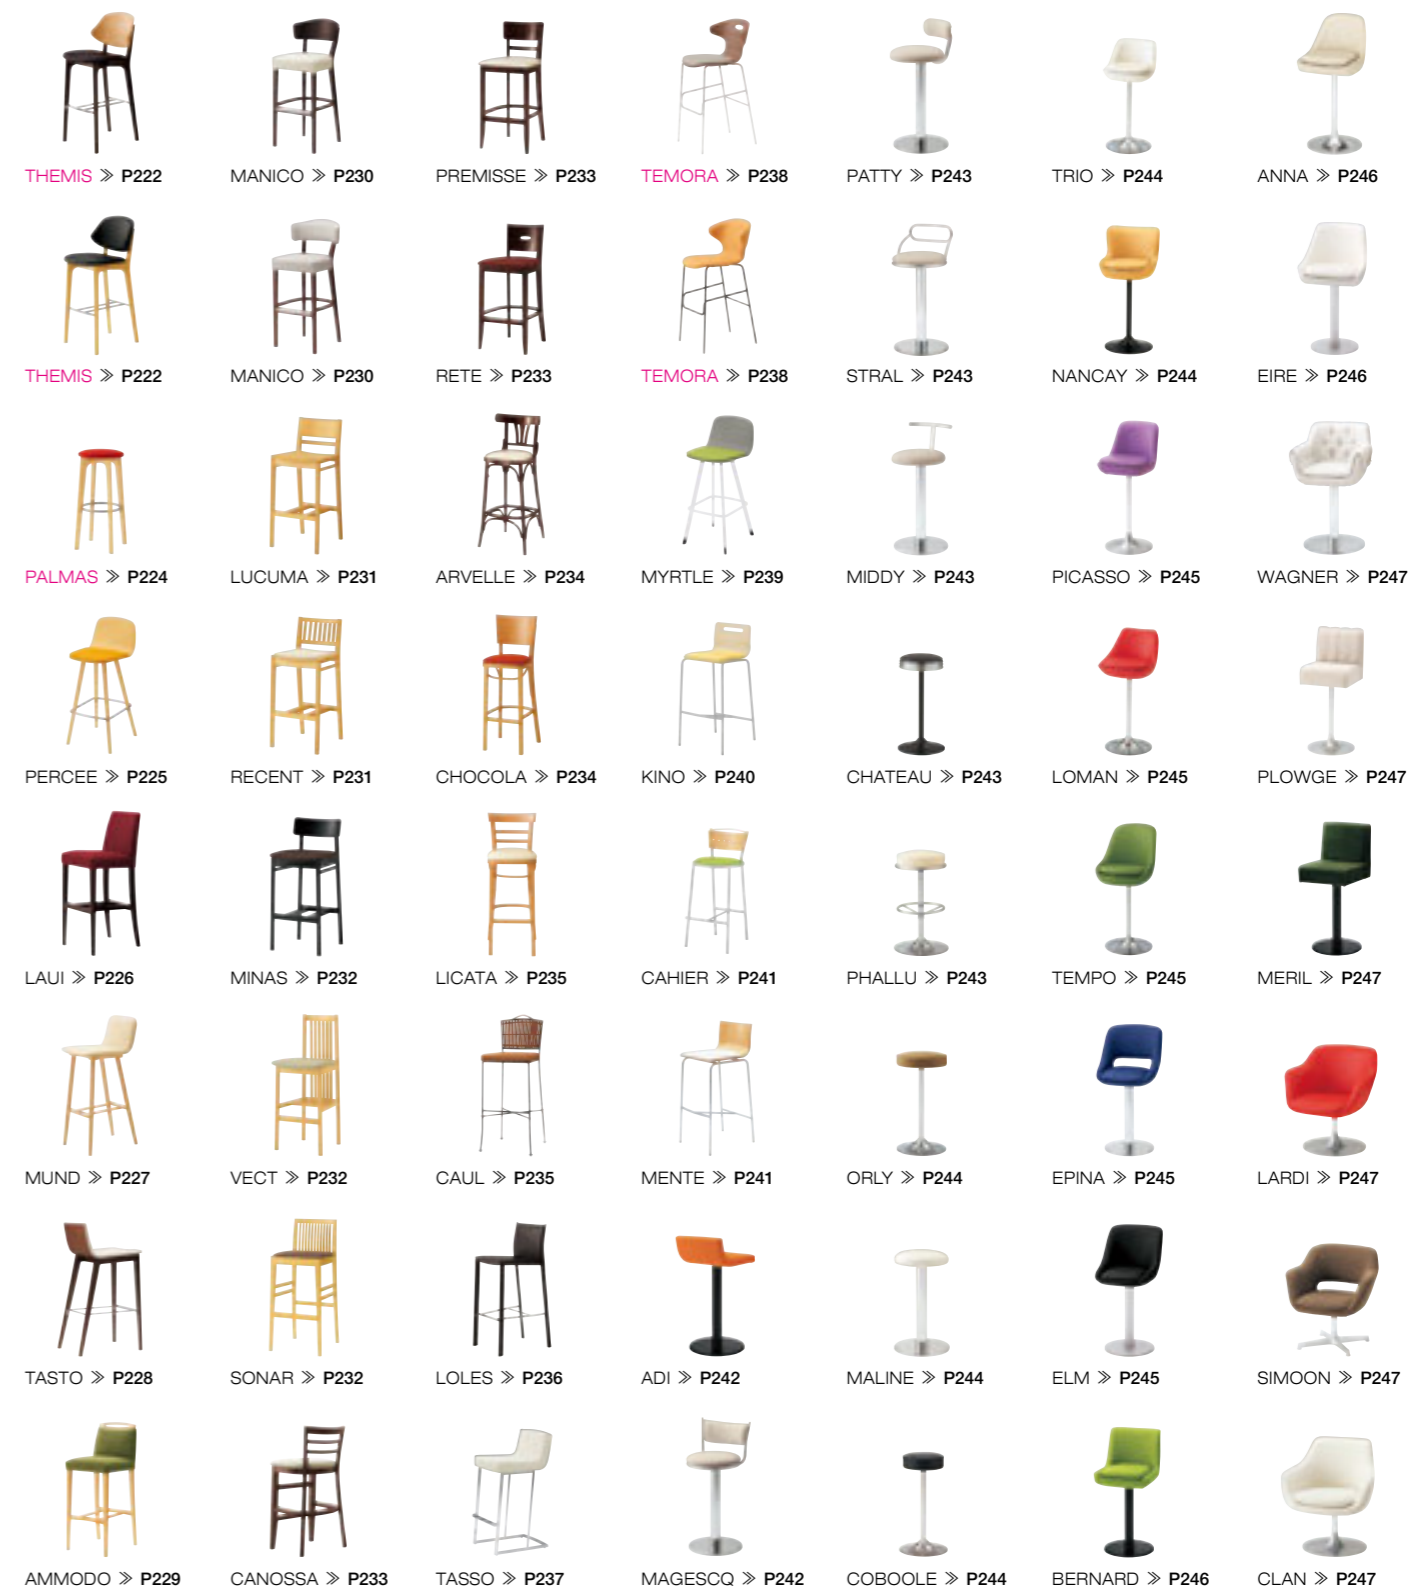 THEMIS ≫ P222
MANICO ≫ P230
PREMISSE ≫ P233
TEMORA ≫ P238
PATTY ≫ P243
TRIO ≫ P244
ANNA ≫ P246
THEMIS ≫ P222
MANICO ≫ P230
RETE ≫ P233
TEMORA ≫ P238
STRAL ≫ P243
NANCAY ≫ P244
EIRE ≫ P246
PALMAS ≫ P224
LUCUMA ≫ P231
ARVELLE ≫ P234
MYRTLE ≫ P239
MIDDY ≫ P243
PICASSO ≫ P245
WAGNER ≫ P247
PERCEE ≫ P225
RECENT ≫ P231
CHOCOLA ≫ P234
KINO ≫ P240
CHATEAU ≫ P243
LOMAN ≫ P245
PLOWGE ≫ P247
LAUI ≫ P226
MINAS ≫ P232
LICATA ≫ P235
CAHIER ≫ P241
PHALLU ≫ P243
TEMPO ≫ P245
MERIL ≫ P247
MUND ≫ P227
VECT ≫ P232
CAUL ≫ P235
MENTE ≫ P241
ORLY ≫ P244
EPINA ≫ P245
LARDI ≫ P247
TASTO ≫ P228
SONAR ≫ P232
LOLES ≫ P236
ADI ≫ P242
MALINE ≫ P244
ELM ≫ P245
SIMOON ≫ P247
AMMODO ≫ P229
CANOSSA ≫ P233
TASSO ≫ P237
MAGESCQ ≫ P242
COBOOLE ≫ P244
BERNARD ≫ P246
CLAN ≫ P247